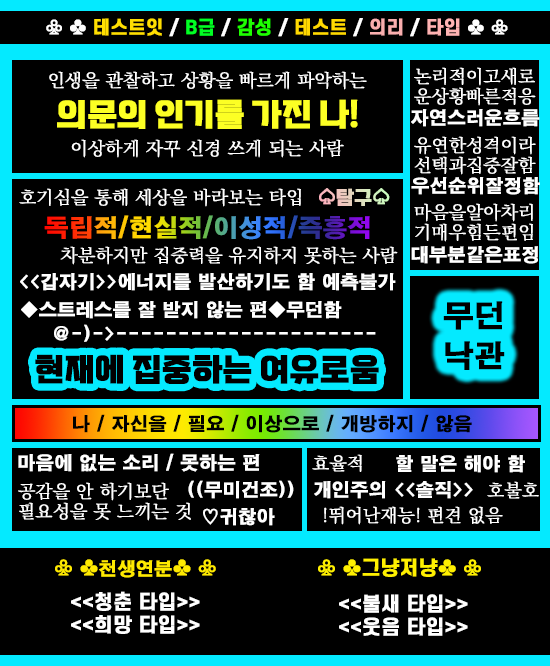 ♧ ♣ 테스트잇 / B급 / 감성 / 테스트 / 의리 / 타입 ♣ ♧
인생을 관찰하고 상황을 빠르게 파악하는
의문의 인기를 가진 나!
이상하게 자꾸 신경 쓰게 되는 사람
논리적이고새로
운상황빠른적응
자연스러운흐름
유연한성격이라
선택과집중잘함
우선순위잘정함
마음을알아차리
기매우힘든편임
대부분같은표정
호기심을 통해 세상을 바라보는 타입 ♤탐구♤
독립적/현실적/이성적/즉흥적
차분하지만 집중력을 유지하지 못하는 사람
<<갑자기>>에너지를 발산하기도 함 예측불가
◆스트레스를 잘 받지 않는 편◆무던함
@-)->---------------------
현재에 집중하는 여유로움
무던
낙관
나 / 자신을 / 필요 / 이상으로 / 개방하지 / 않음
마음에 없는 소리 / 못하는 편
공감을 안 하기보단 ((무미건조))
필요성을 못 느끼는 것 ♡귀찮아
효율적 할 말은 해야 함
개인주의 <<솔직>> 호불호
!뛰어난재능! 편견 없음
♧ ♣천생연분♣ ♧
<<청춘 타입>>
<<희망 타입>>
♧ ♣그냥저냥♣ ♧
<<불새 타입>>
<<웃음 타입>>